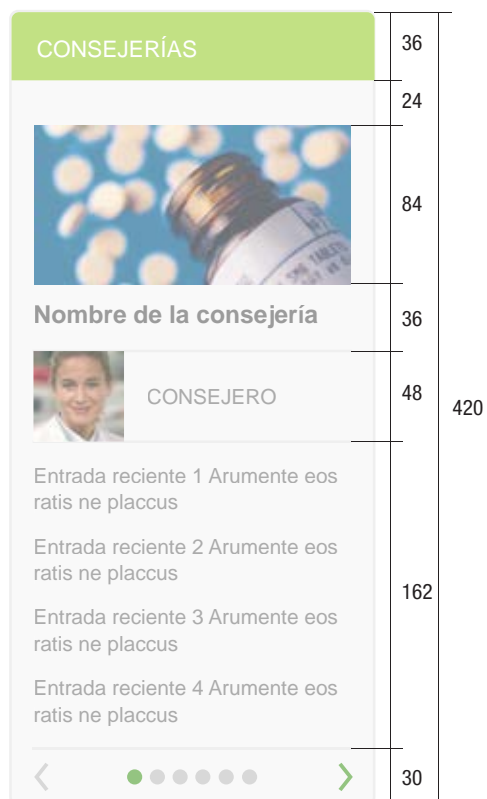 CONSEJERÍAS
36
24
84
Nombre de la consejería
36
CONSEJERO
48
420
Entrada reciente 1 Arumente eos
ratis ne placcus
Entrada reciente 2 Arumente eos
ratis ne placcus
162
Entrada reciente 3 Arumente eos
ratis ne placcus
Entrada reciente 4 Arumente eos
ratis ne placcus
30